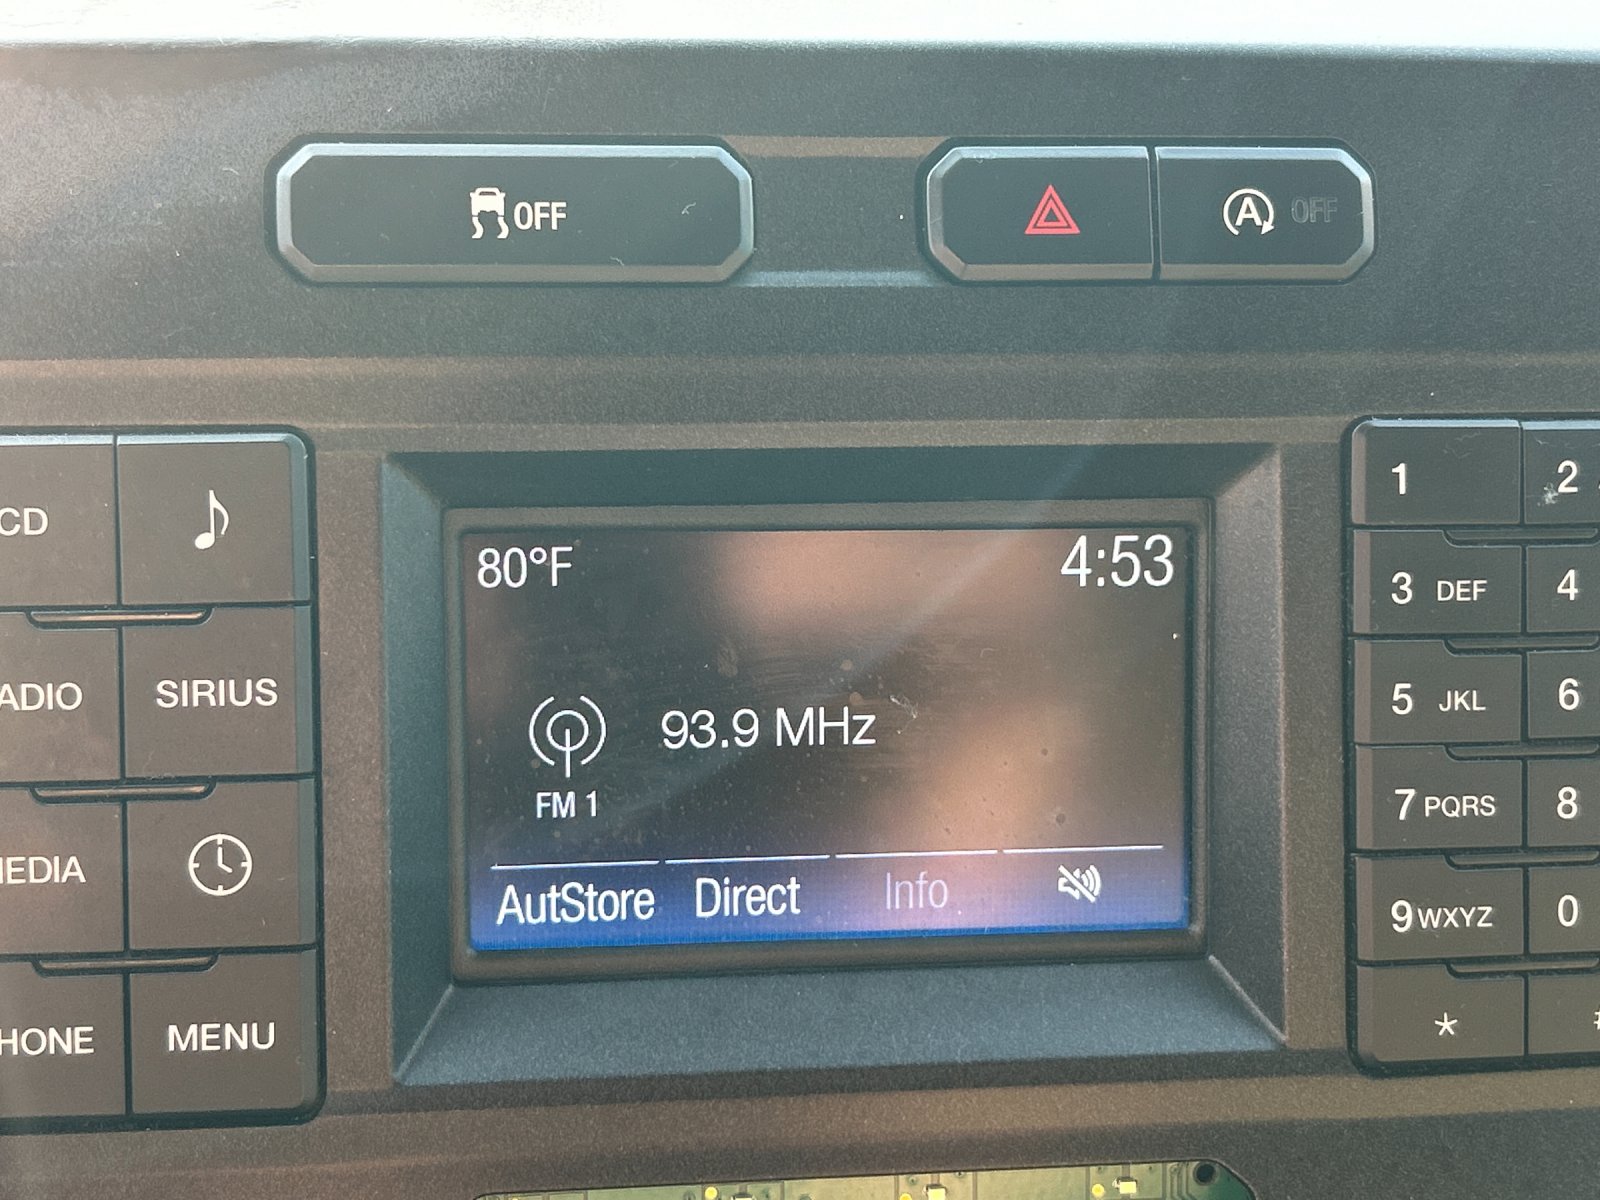 OFF
A OFF
CD
SIRIUS
ADIO
MEDIA
HONE
MENU
80°F
4:53
93.9 MHz
FM 1
AutStore Direct Info
1
2
3 DEF
4
5 JKL
6
7 PQRS
8
9 WXYZ
0
*
#